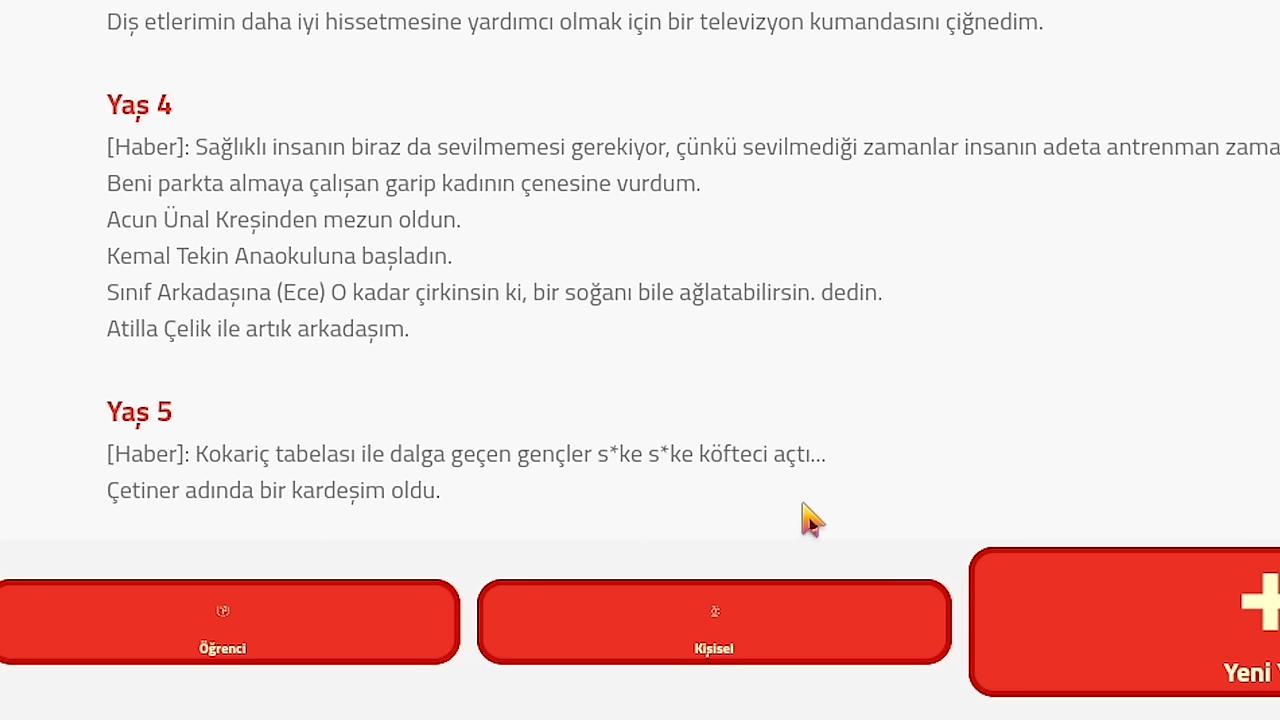 Diş etlerimin daha iyi hissetmesine yardımcı olmak için bir televizyon kumandasını çiğnedim.
Yaş 4
[Haber]: Sağlıklı insanın biraz da sevilmemesi gerekiyor, çünkü sevilmediği zamanlar insanın adeta antrenman zama
Beni parkta almaya çalışan garip kadının çenesine vurdum.
Acun Ünal Kreşinden mezun oldun.
Kemal Tekin Anaokuluna başladın.
Sınıf Arkadaşına (Ece) O kadar çirkinsin ki, bir soğanı bile ağlatabilirsin. dedin.
Atilla Çelik ile artık arkadaşım.
Yaş 5
[Haber]: Kokariç tabelası ile dalga geçen gençler s*ke s*ke köfteci açtı...
Çetiner adında bir kardeşim oldu.
Öğrenci
Kişisel
Yeni